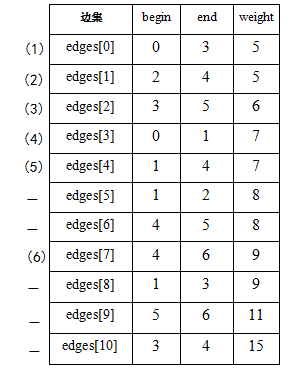 边集 begin end weight
(1) edges[0] 0 3 5
(2) edges[1] 2 4 5
(3) edges[2] 3 5 6
(4) edges[3] 0 1 7
(5) edges[4] 1 4 7
— edges[5] 1 2 8
— edges[6] 4 5 8
(6) edges[7] 4 6 9
— edges[8] 1 3 9
— edges[9] 5 6 11
— edges[10] 3 4 15